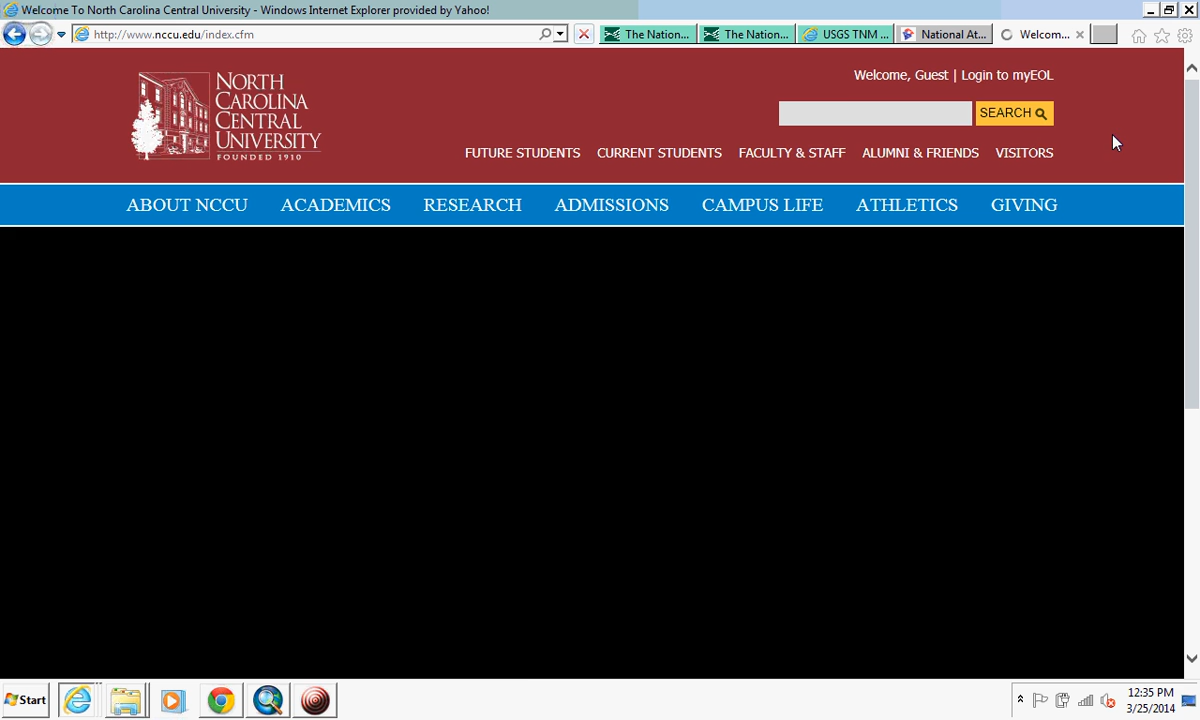 Welcome To North Carolina Central University - Windows Internet Explorer provided by Yahoo!
http://www.nccu.edu/index.cfm
The Nation...
The Nation...
USGS TNM ...
National At...
Welcom...
NORTH
CAROLINA
CENTRAL
UNIVERSITY
FOUNDED 1910
Welcome, Guest | Login to myEOL
SEARCH
FUTURE STUDENTS CURRENT STUDENTS FACULTY & STAFF ALUMNI & FRIENDS VISITORS
ABOUT NCCU ACADEMICS RESEARCH ADMISSIONS CAMPUS LIFE ATHLETICS GIVING
Start
12:35 PM
3/25/2014